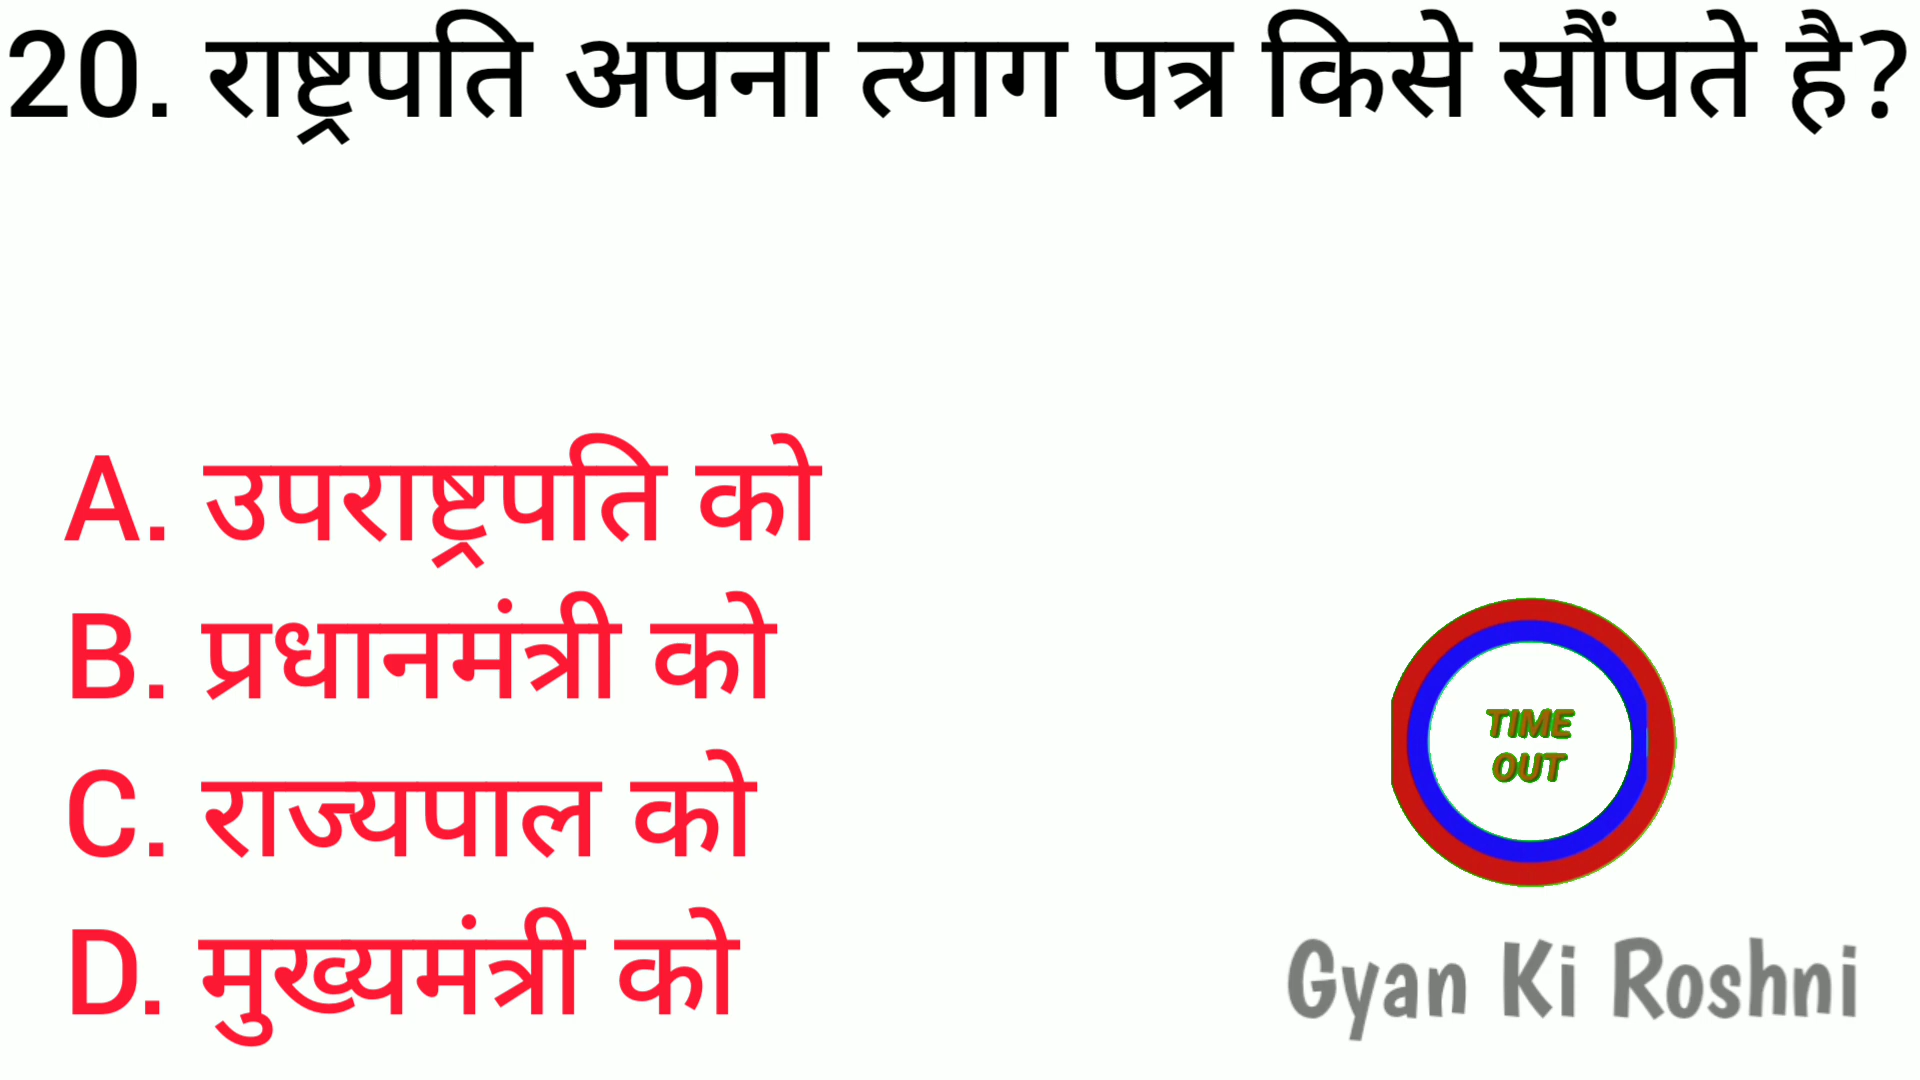 20. राष्ट्रपति अपना त्याग पत्र किसे सौंपते है?
A. उपराष्ट्रपति को
B. प्रधानमंत्री को
C. राज्यपाल को
D. मुख्यमंत्री को
TIME
OUT
Gyan Ki Roshni